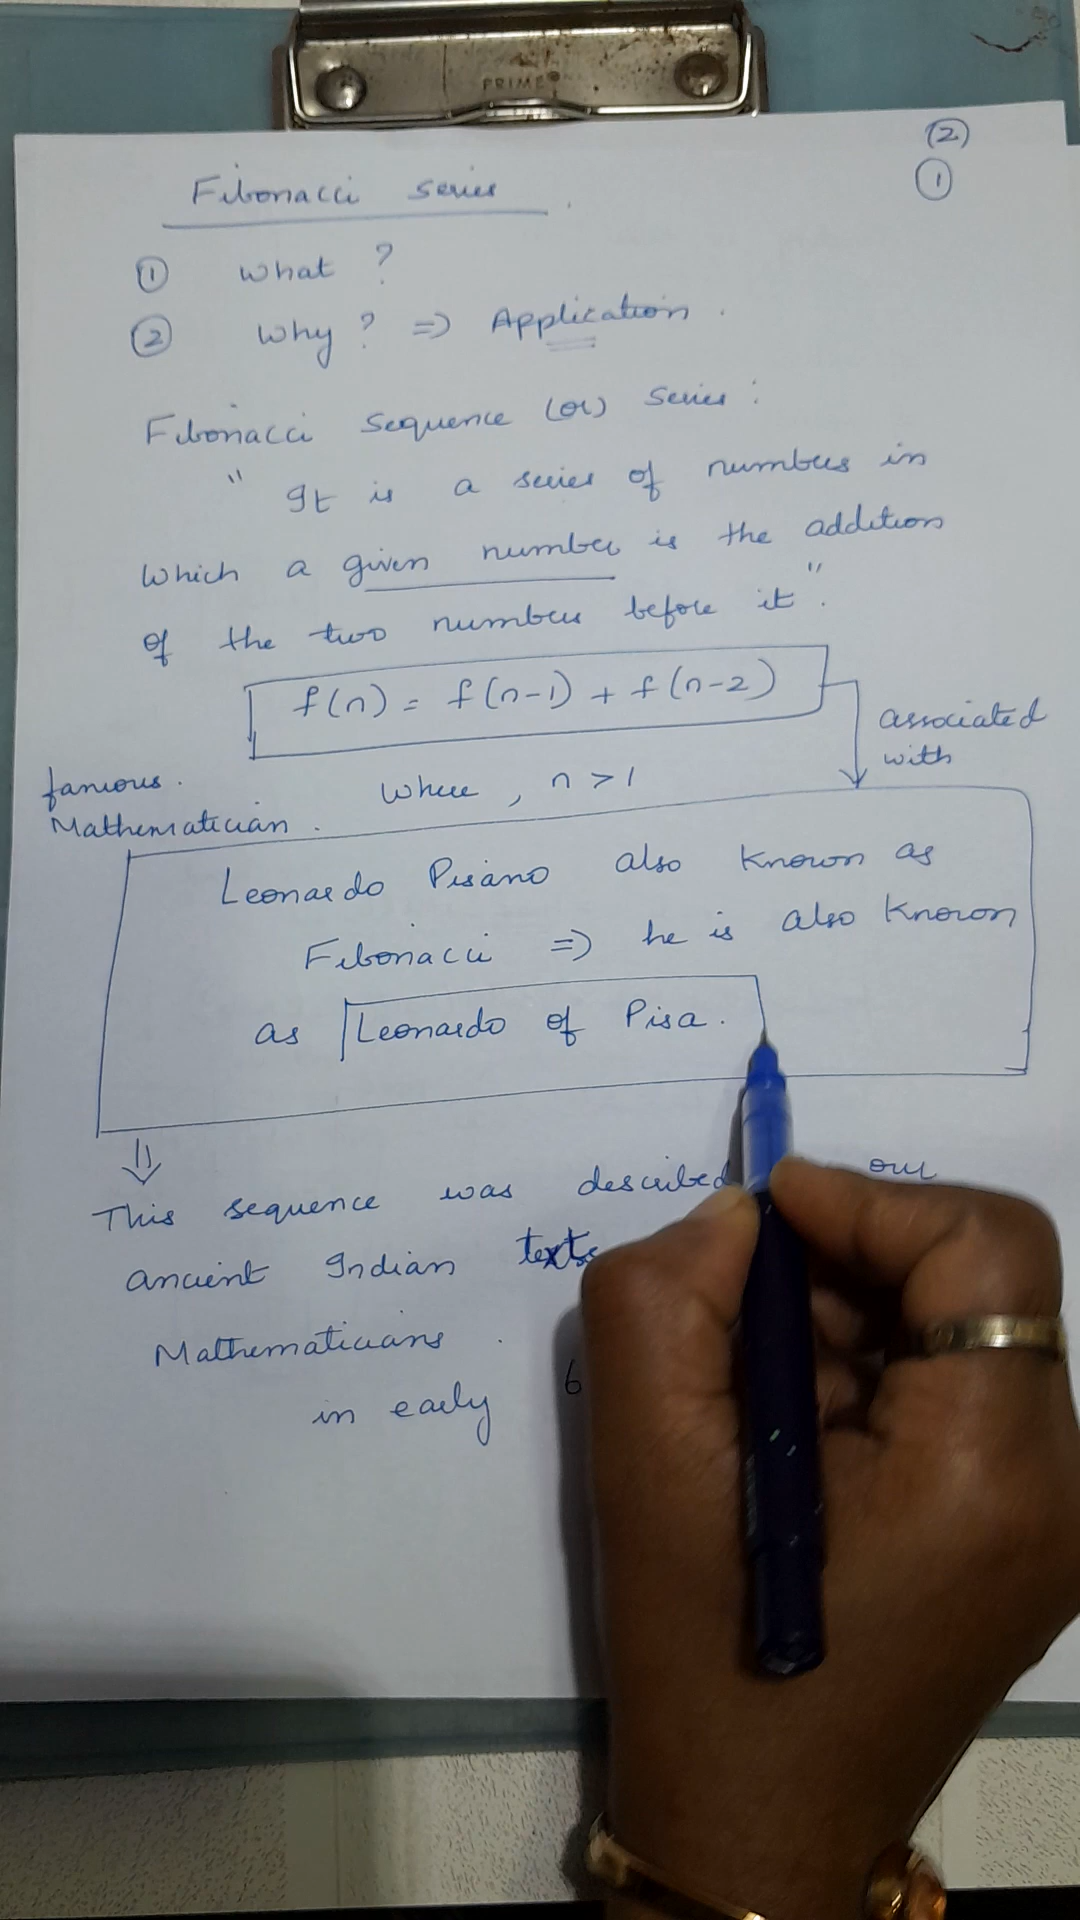 PRIME
(2)
①
Fibonacci series.
① What ?
② Why ? => Application.
Fibonacci Sequence (or) Series :
" It is a series of numbers in
which a given number is the addition
of the two numbers before it ".
f(n) = f(n-1) + f(n-2)
associated
with
famous.
Mathematician.
Where , n > 1
Leonardo Pisano also known as
Fibonacci => he is also known
as Leonardo of Pisa.
⇓
This sequence was described our
ancient Indian texts
Mathematicians.
in early 6